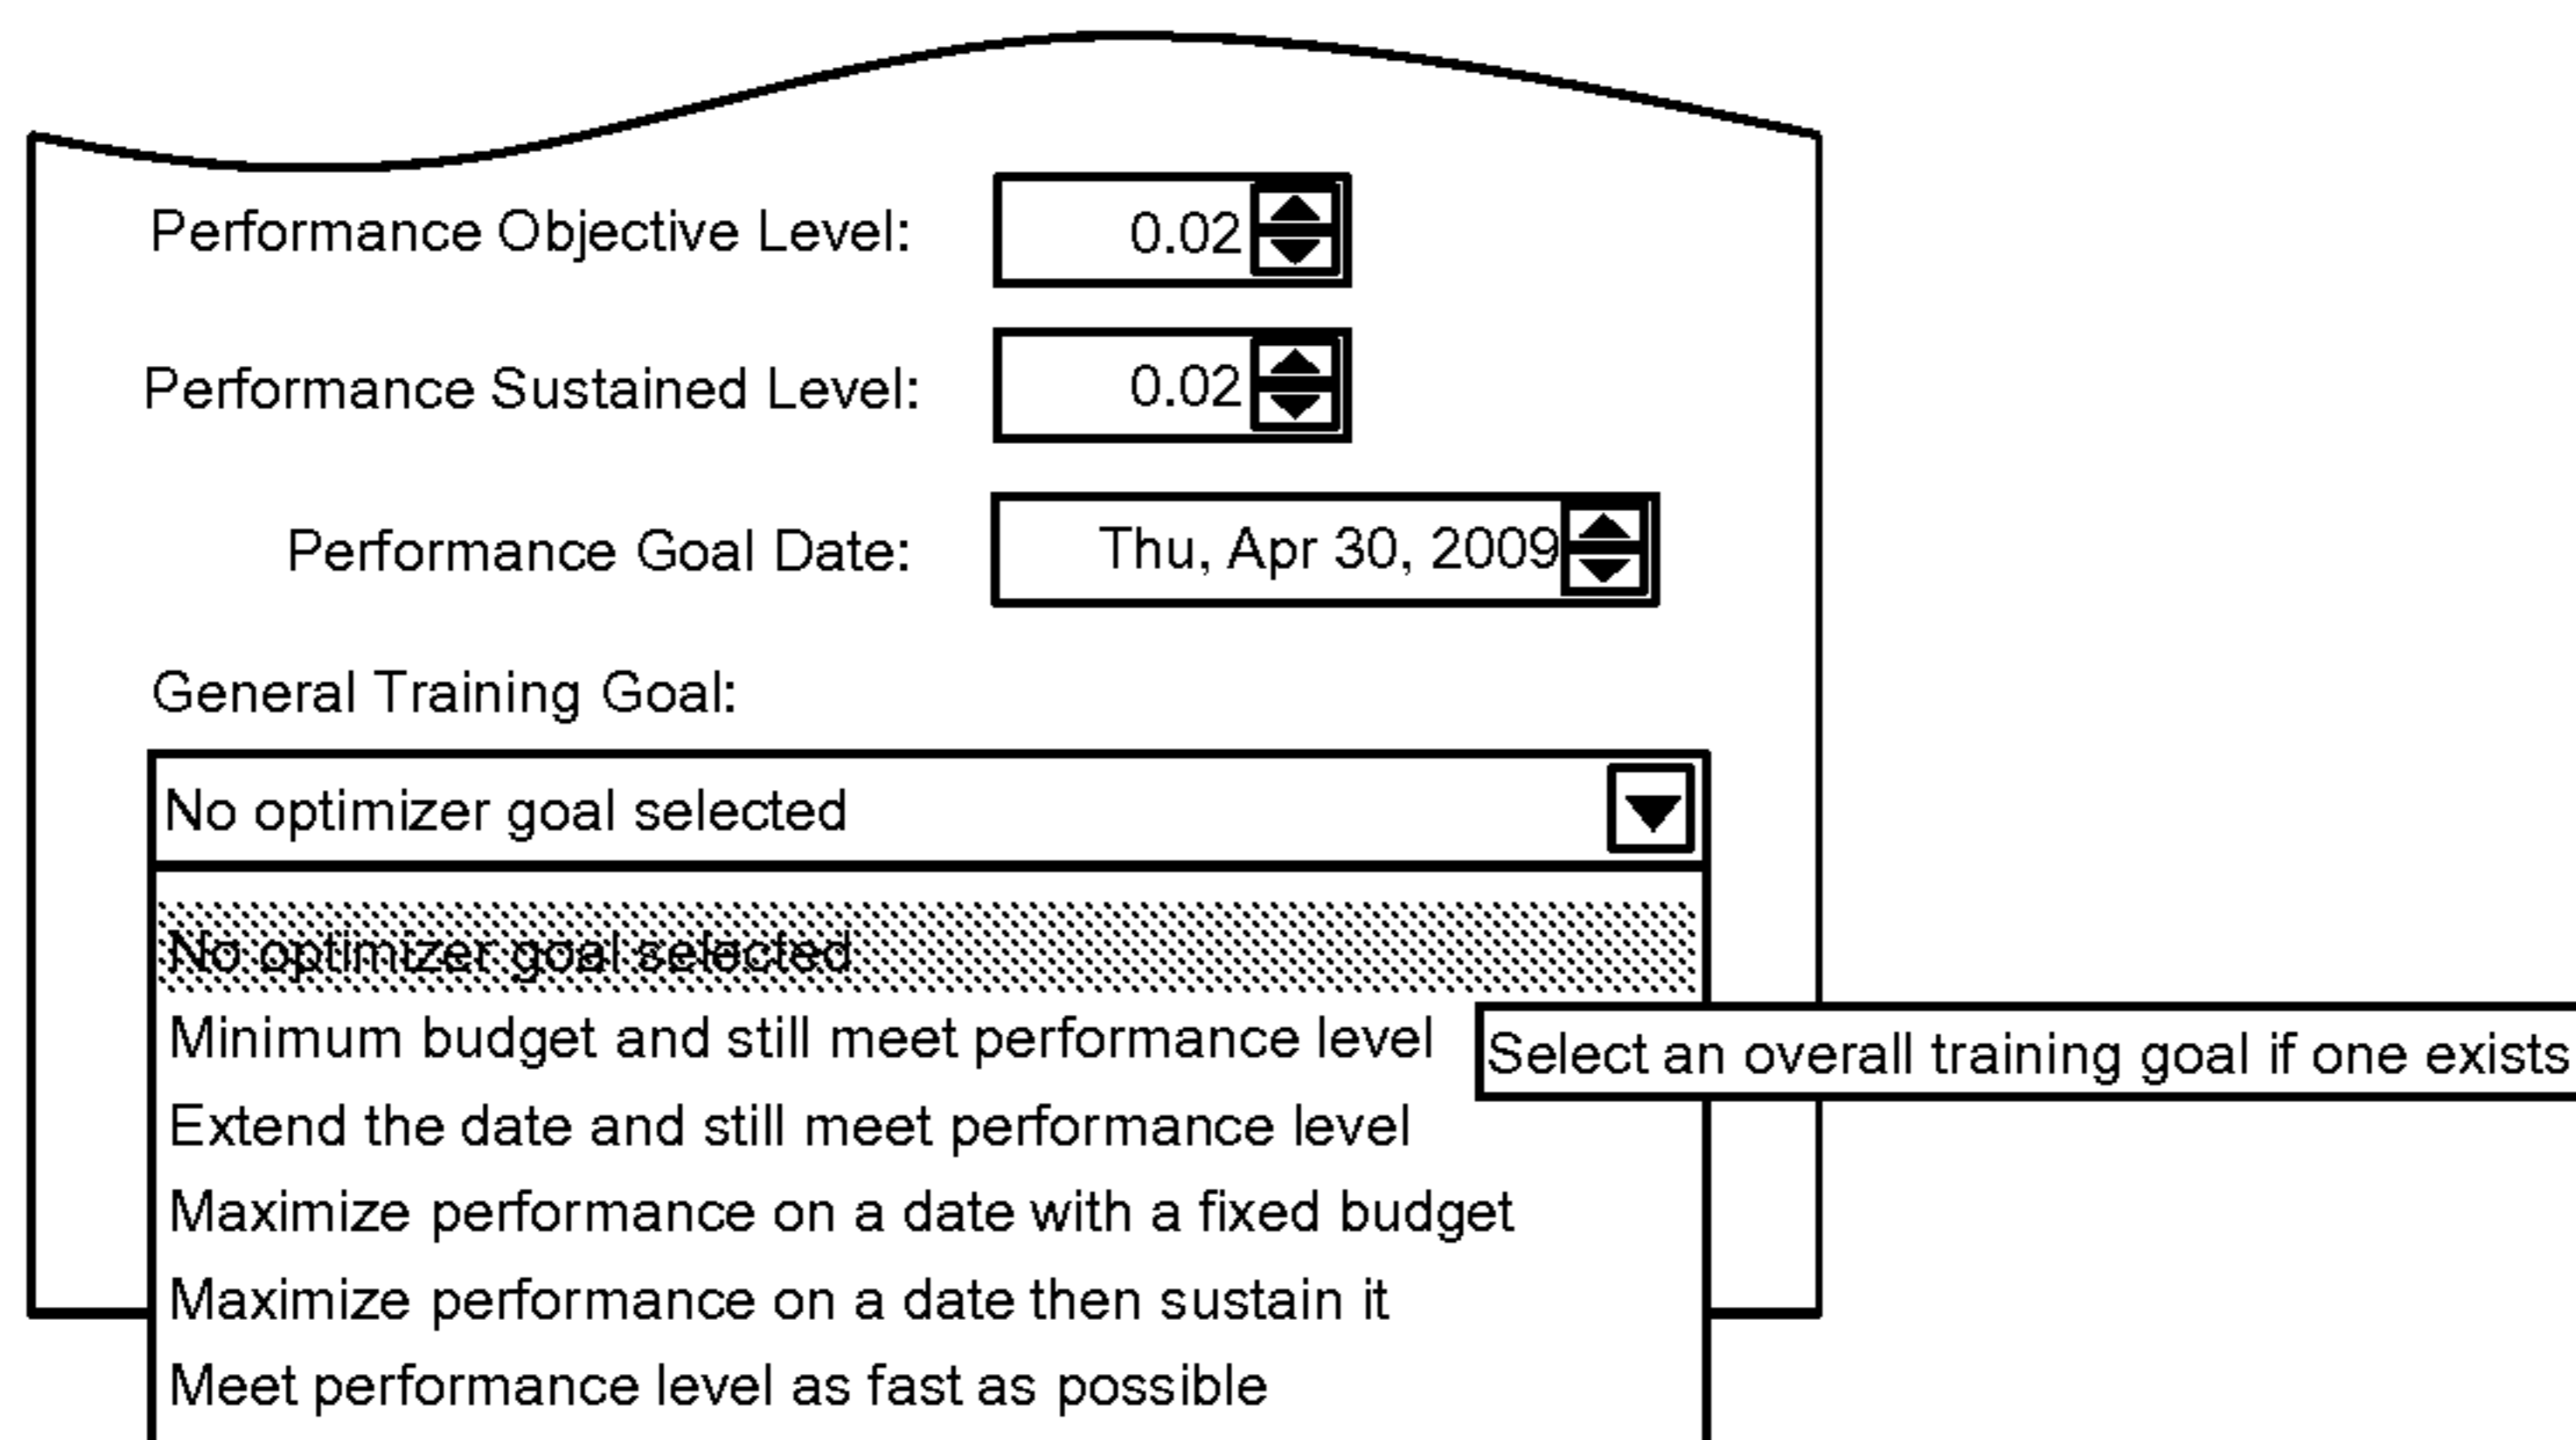 Performance Objective Level: 0.02
Performance Sustained Level: 0.02
Performance Goal Date: Thu, Apr 30, 2009
General Training Goal:
No optimizer goal selected
No optimizer goal selected
Minimum budget and still meet performance level
Select an overall training goal if one exists
Extend the date and still meet performance level
Maximize performance on a date with a fixed budget
Maximize performance on a date then sustain it
Meet performance level as fast as possible